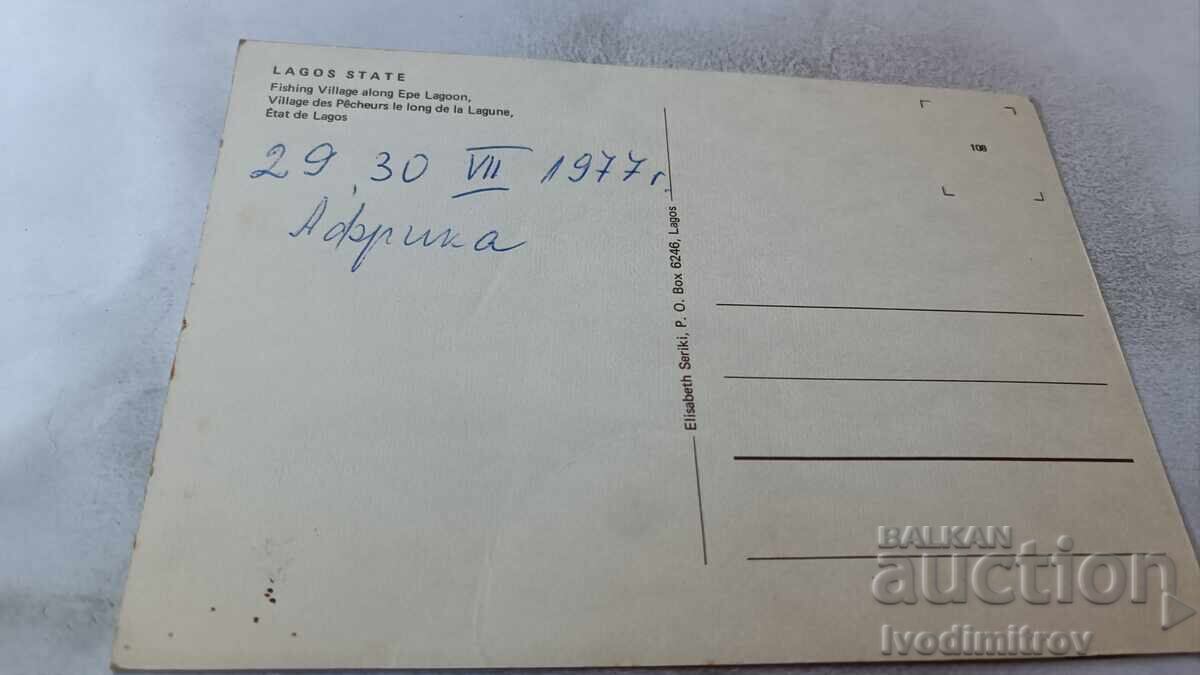 LAGOS STATE
Fishing Village along Epe Lagoon,
Village des Pêcheurs le long de la Lagune,
État de Lagos
29, 30 VII 1977 г.
Африка
Elisabeth Seriki, P. O. Box 6246, Lagos
108
BALKAN
auction
Ivodimitrov